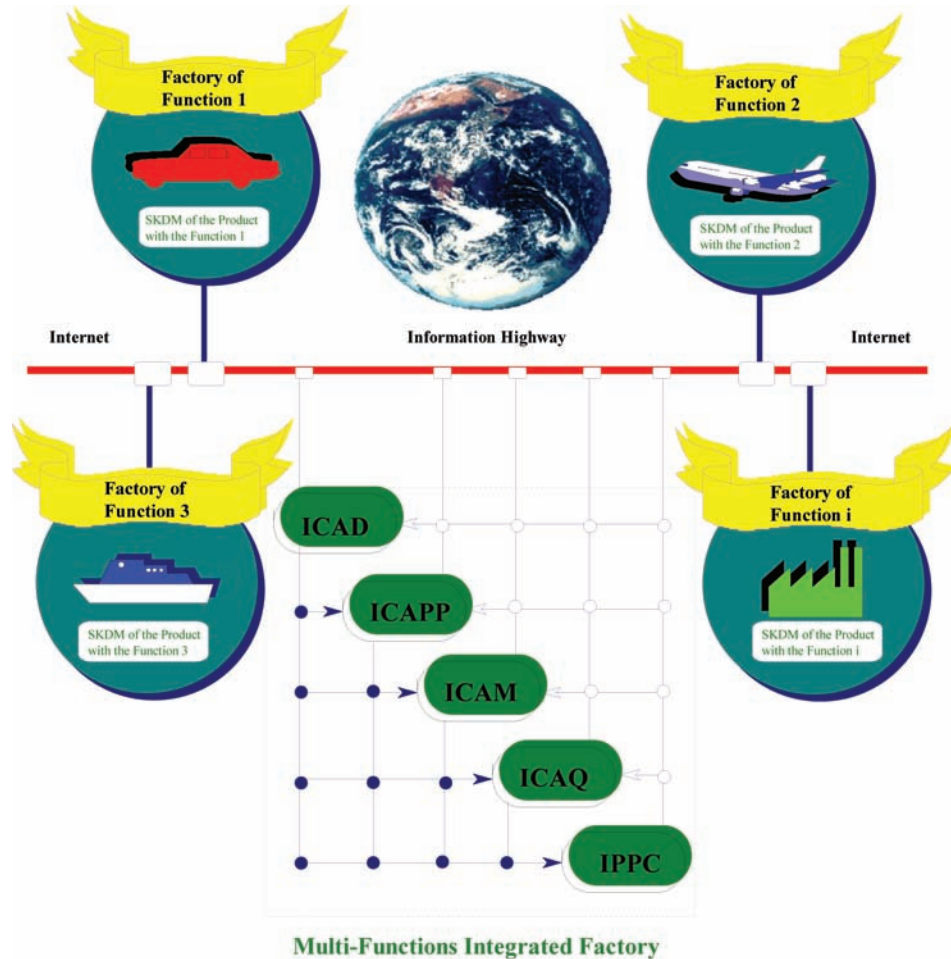 Factory of
Function 1
SKDM of the Product
with the Function 1
Factory of
Function 2
SKDM of the Product
with the Function 2
Internet
Information Highway
Internet
Factory of
Function 3
SKDM of the Product
with the Function 3
Factory of
Function i
SKDM of the Product
with the Function i
ICAD
ICAPP
ICAM
ICAQ
IPPC
Multi-Functions Integrated Factory